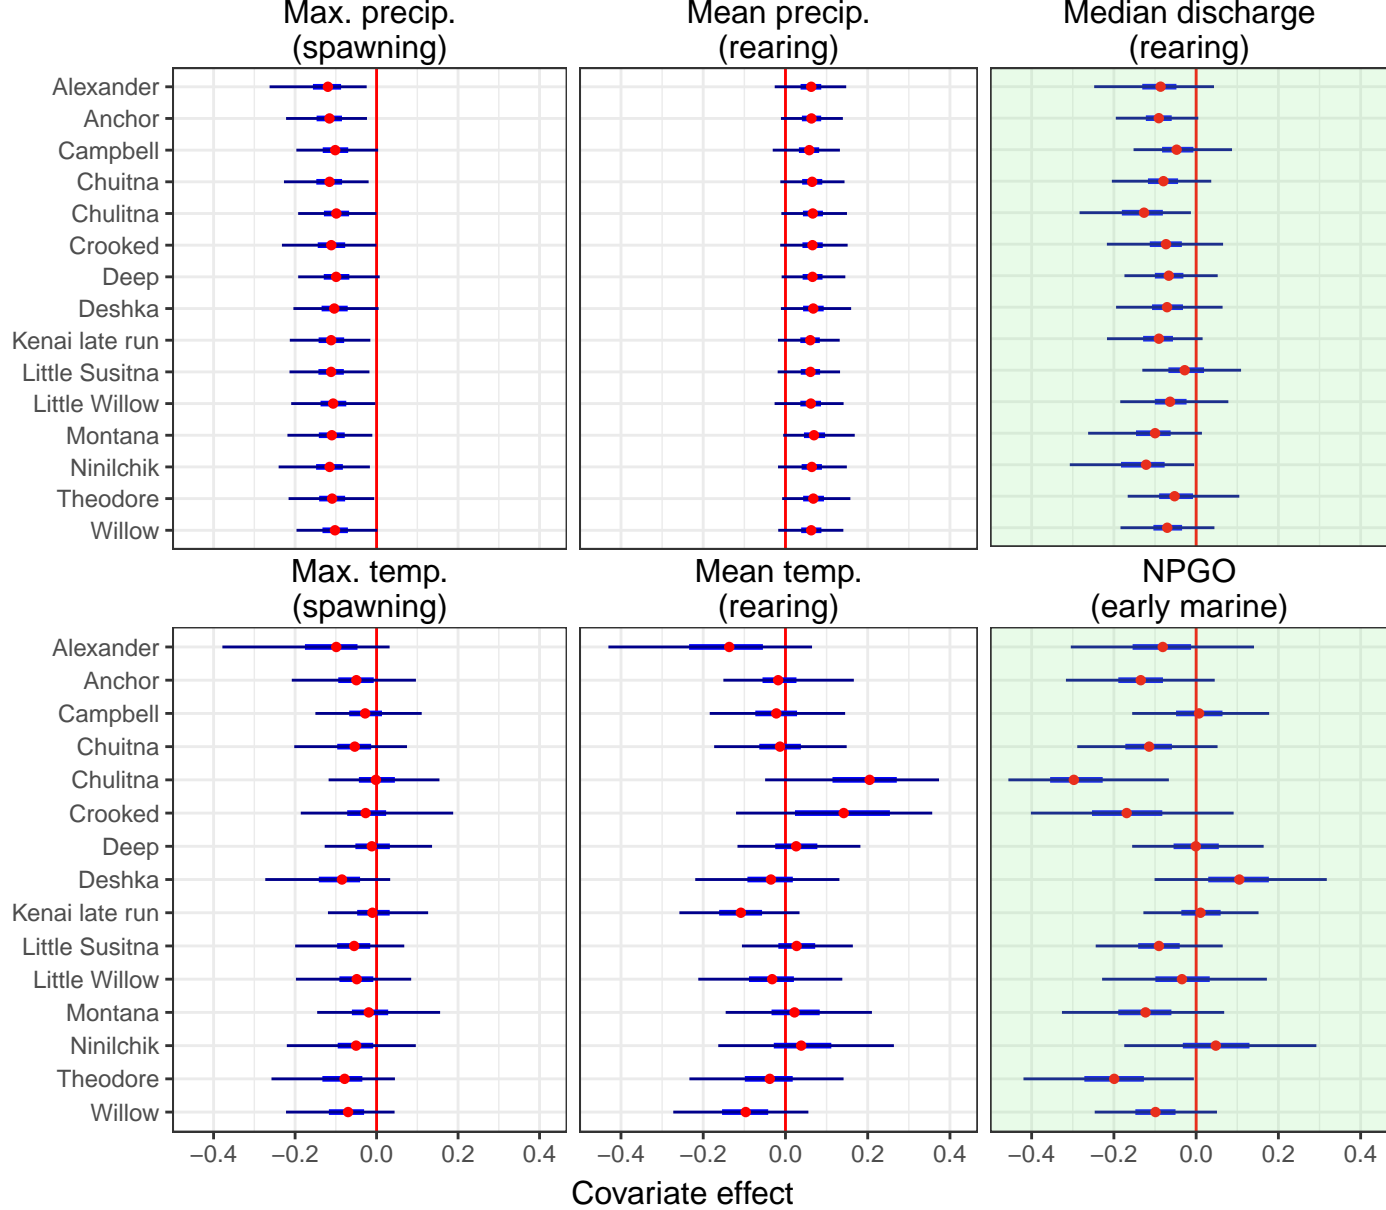 Max. precip.
(spawning)
Mean precip.
(rearing)
Median discharge
(rearing)
Alexander
Anchor
Campbell
Chuitna
Chulitna
Crooked
Deep
Deshka
Kenai late run
Little Susitna
Little Willow
Montana
Ninilchik
Theodore
Willow
Max. temp.
(spawning)
Mean temp.
(rearing)
NPGO
(early marine)
Alexander
Anchor
Campbell
Chuitna
Chulitna
Crooked
Deep
Deshka
Kenai late run
Little Susitna
Little Willow
Montana
Ninilchik
Theodore
Willow
−0.4 −0.2 0.0 0.2 0.4
−0.4 −0.2 0.0 0.2 0.4
−0.4 −0.2 0.0 0.2 0.4
Covariate effect